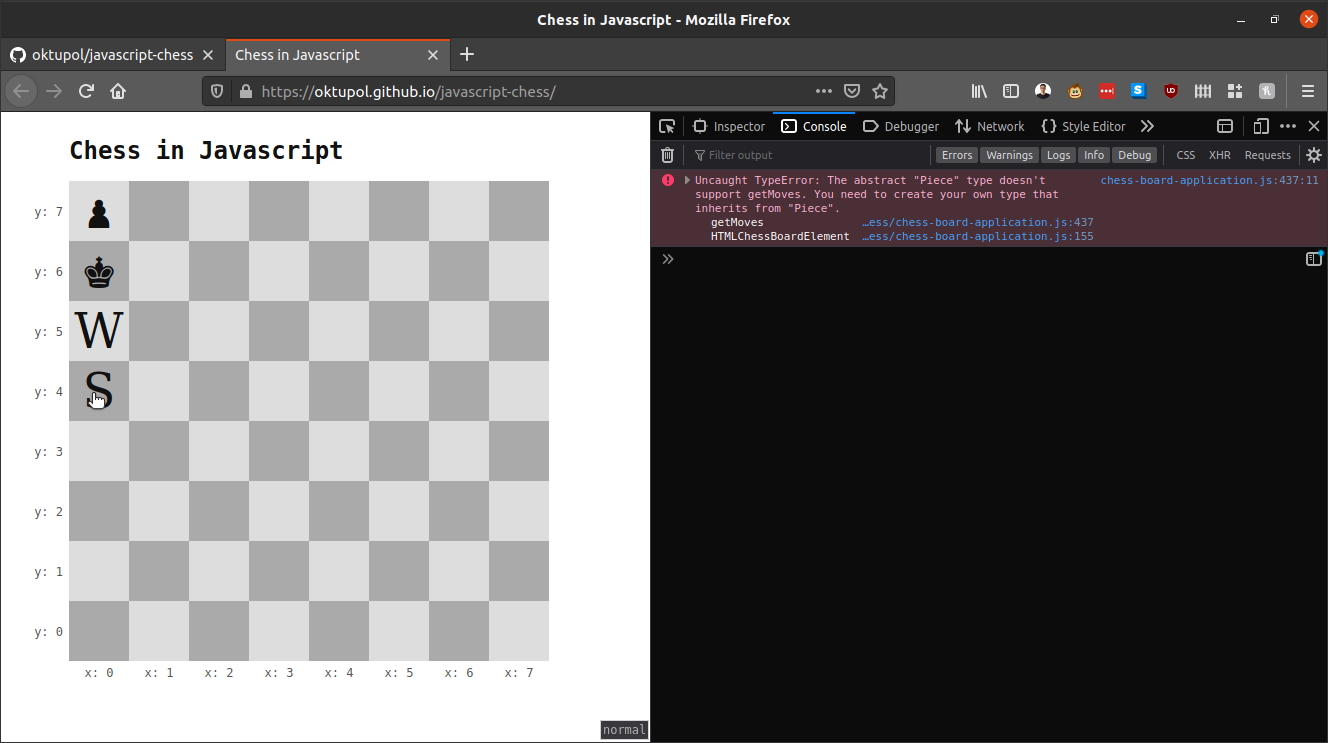 Chess in Javascript - Mozilla Firefox
oktupol/javascript-chess
Chess in Javascript
https://oktupol.github.io/javascript-chess/
Inspector Console Debugger Network Style Editor
Filter output Errors Warnings Logs Info Debug CSS XHR Requests
Uncaught TypeError: The abstract "Piece" type doesn't chess-board-application.js:437:11
support getMoves. You need to create your own type that
inherits from "Piece".
getMoves …ess/chess-board-application.js:437
HTMLChessBoardElement …ess/chess-board-application.js:155
Chess in Javascript
y: 7
y: 6
y: 5 W
y: 4 S
y: 3
y: 2
y: 1
y: 0
x: 0 x: 1 x: 2 x: 3 x: 4 x: 5 x: 6 x: 7
normal